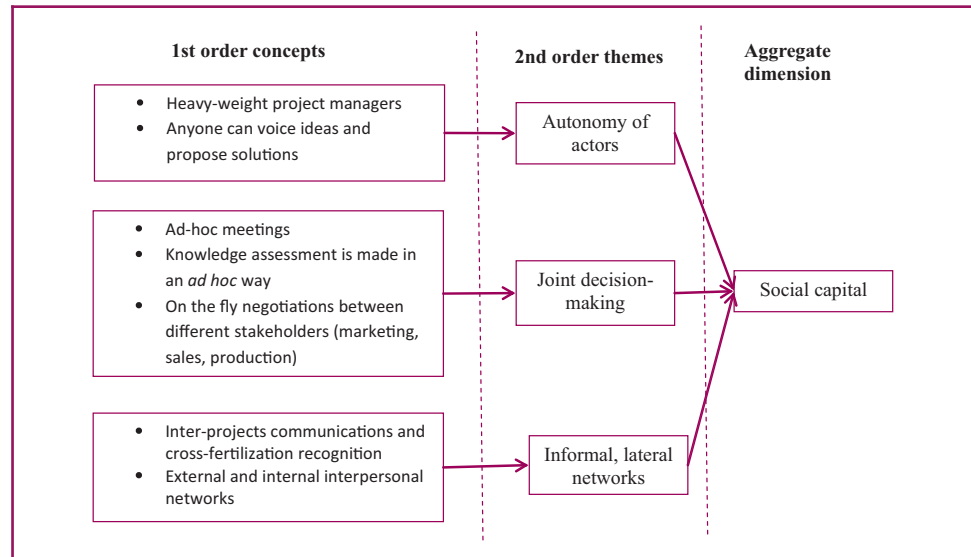 1st order concepts
2nd order themes
Aggregate
dimension
• Heavy-weight project managers
• Anyone can voice ideas and
propose solutions
Autonomy of
actors
• Ad-hoc meetings
• Knowledge assessment is made in
an ad hoc way
• On the fly negotiations between
different stakeholders (marketing,
sales, production)
Joint decision-
making
Social capital
• Inter-projects communications and
cross-fertilization recognition
• External and internal interpersonal
networks
Informal, lateral
networks